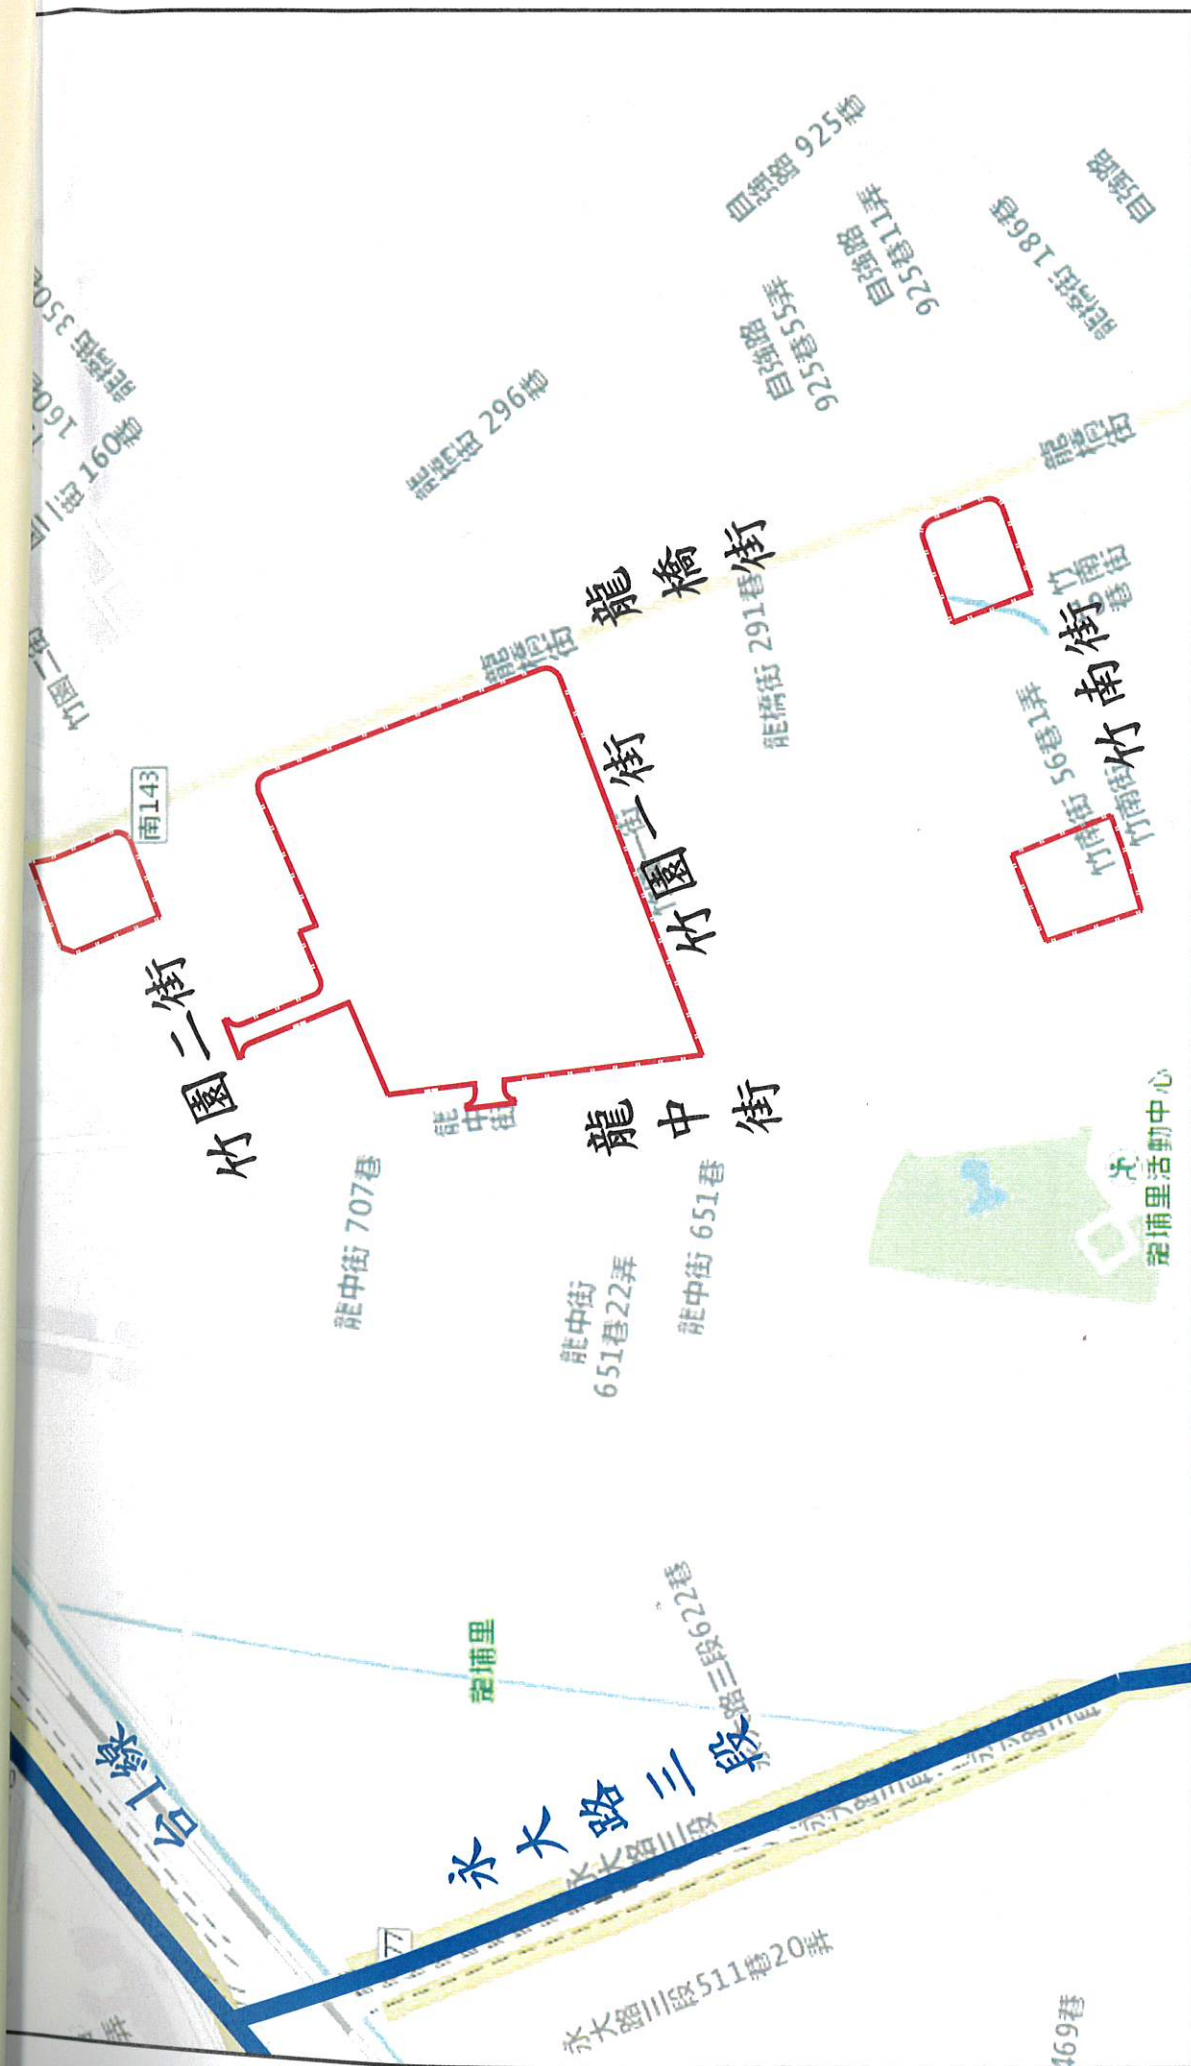 台1線
永大路三段
永大路三段
77
永大路三段622巷
永大路三段511巷20弄
469巷
龍埔里
龍中街 707巷
龍中街
651巷22弄
龍中街 651巷
龍埔里活動中心
竹園二街
龍中街
龍中街
竹園一街
龍橋街
龍橋街
南143
竹園二街
160巷
龍橋街 350巷
龍橋街 296巷
龍橋街 291巷
竹南街 56巷1弄
竹南街
竹南街
龍橋街
自強路 925巷
自強路
925巷55弄
自強路
925巷11弄
龍橋街 186巷
自強路